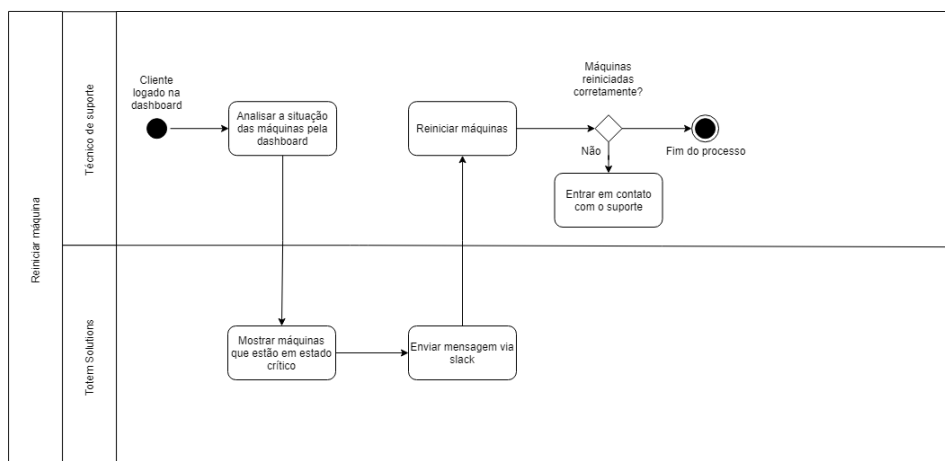 Reiniciar máquina
Técnico de suporte
Totem Solutions
Cliente
logado na
dashboard
Analisar a situação
das máquinas pela
dashboard
Reiniciar máquinas
Máquinas
reiniciadas
corretamente?
Não
Fim do processo
Entrar em contato
com o suporte
Mostrar máquinas
que estão em estado
crítico
Enviar mensagem via
slack